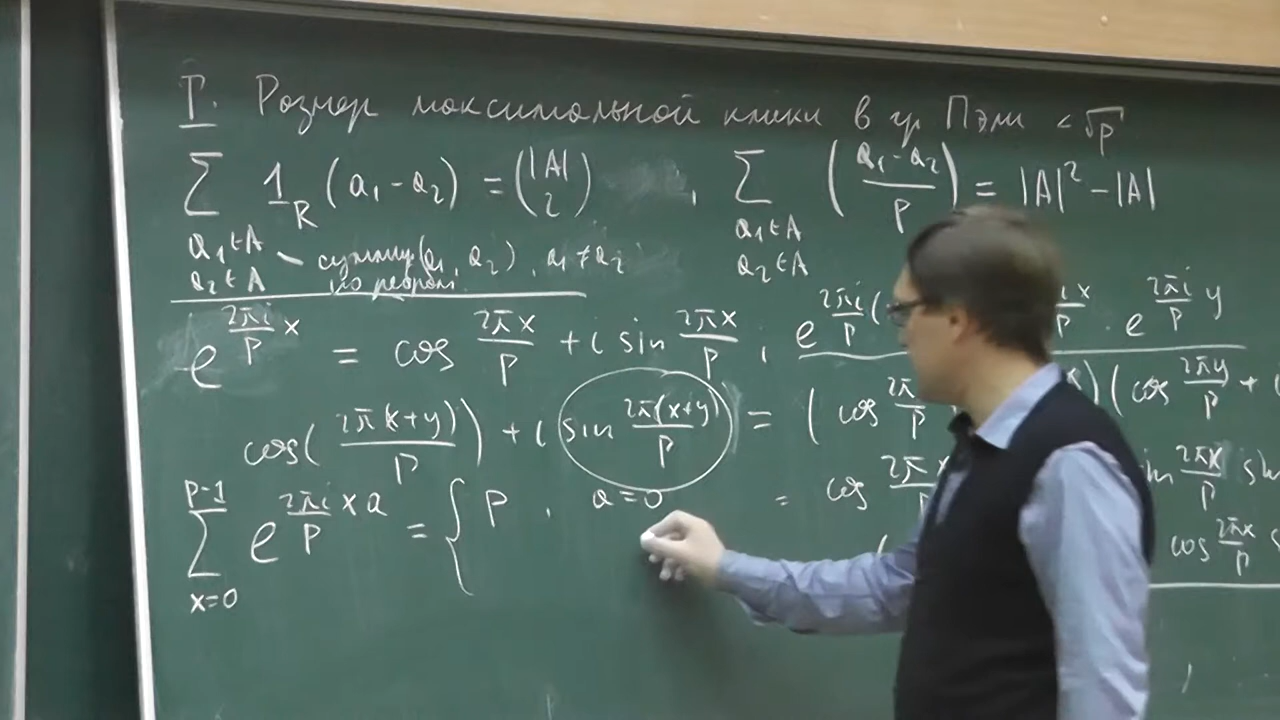 Т. Размер максимальной клики в гр Пэли < √p
∑ 1_R (a₁ - a₂) = (|A| 2) , ∑ ((a₁ - a₂)/p) = |A|² - |A|
a₁ ∈ A a₁ ∈ A
a₂ ∈ A a₂ ∈ A
сумму (a₁, a₂), a₁ ≠ a₂
по ребрам.
e^(2πi/p x) = cos 2πx/p + i sin 2πx/p ; e^(2πi/p ( · e^(2πi/p y)
cos( 2π(x+y)/p ) + i sin 2π(x+y)/p = ( cos 2π/p )( cos 2πy/p +
= cos 2πx/p sin 2πx/p sin
∑_{x=0}^{p-1} e^(2πi/p xa) = { p , a = 0
( cos 2πx/p